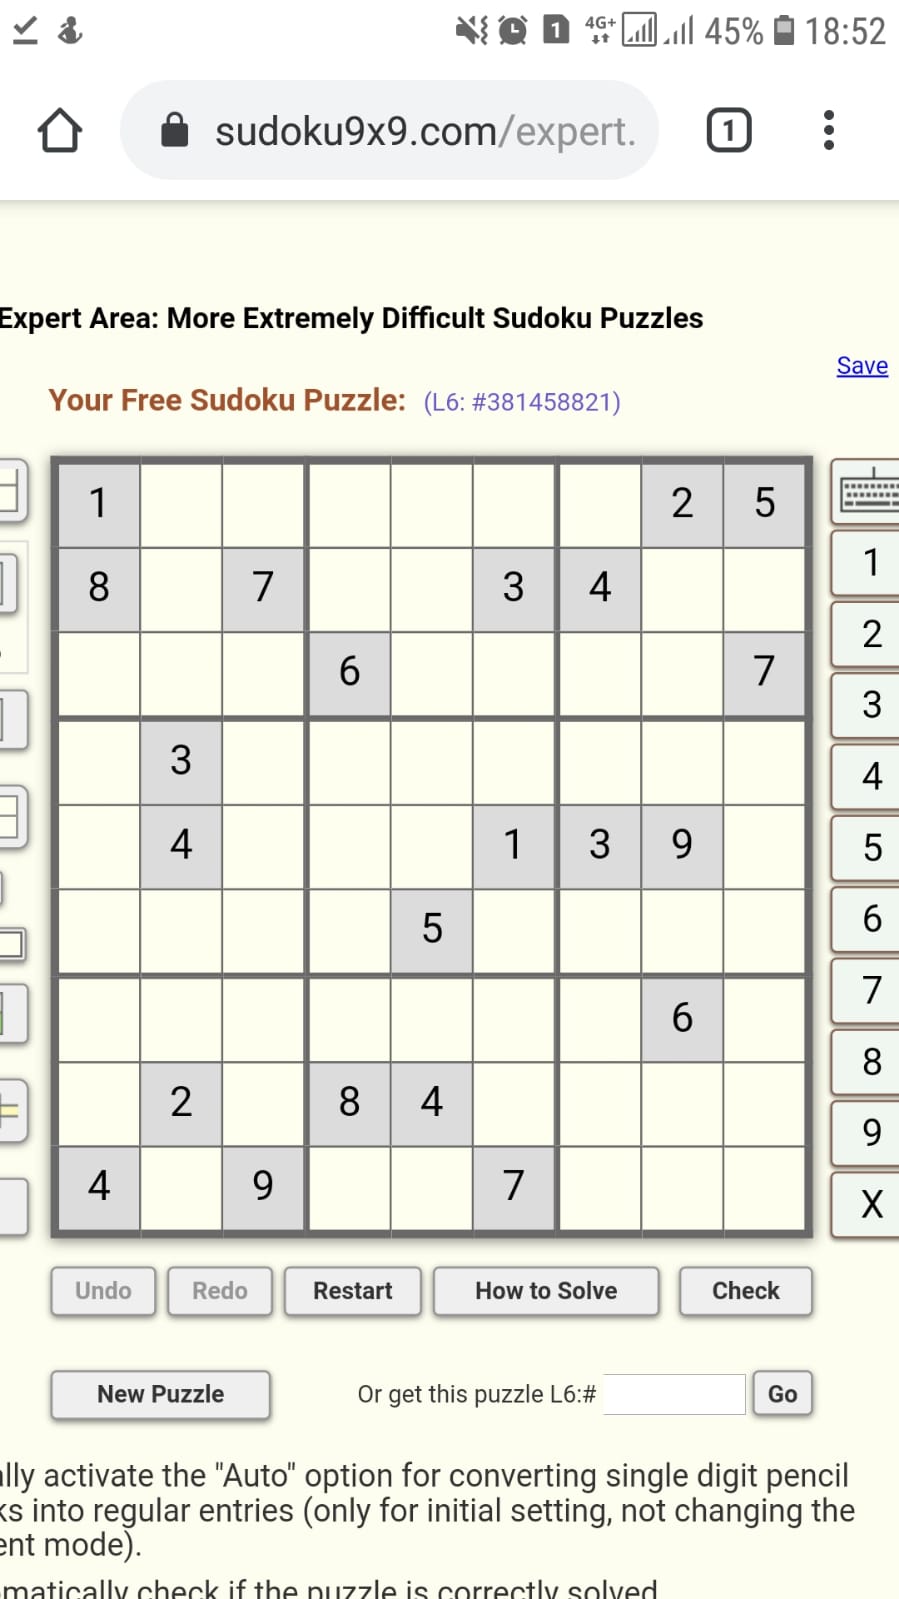 1 4G+ 45% 18:52
sudoku9x9.com/expert. 1
Expert Area: More Extremely Difficult Sudoku Puzzles
Save
Your Free Sudoku Puzzle: (L6: #381458821)
1 2 5
8 7 3 4
6 7
3
4 1 3 9
5
6
2 8 4
4 9 7
1
2
3
4
5
6
7
8
9
X
Undo Redo Restart How to Solve Check
New Puzzle Or get this puzzle L6:# Go
lly activate the "Auto" option for converting single digit pencil
ks into regular entries (only for initial setting, not changing the
ent mode).
matically check if the puzzle is correctly solved